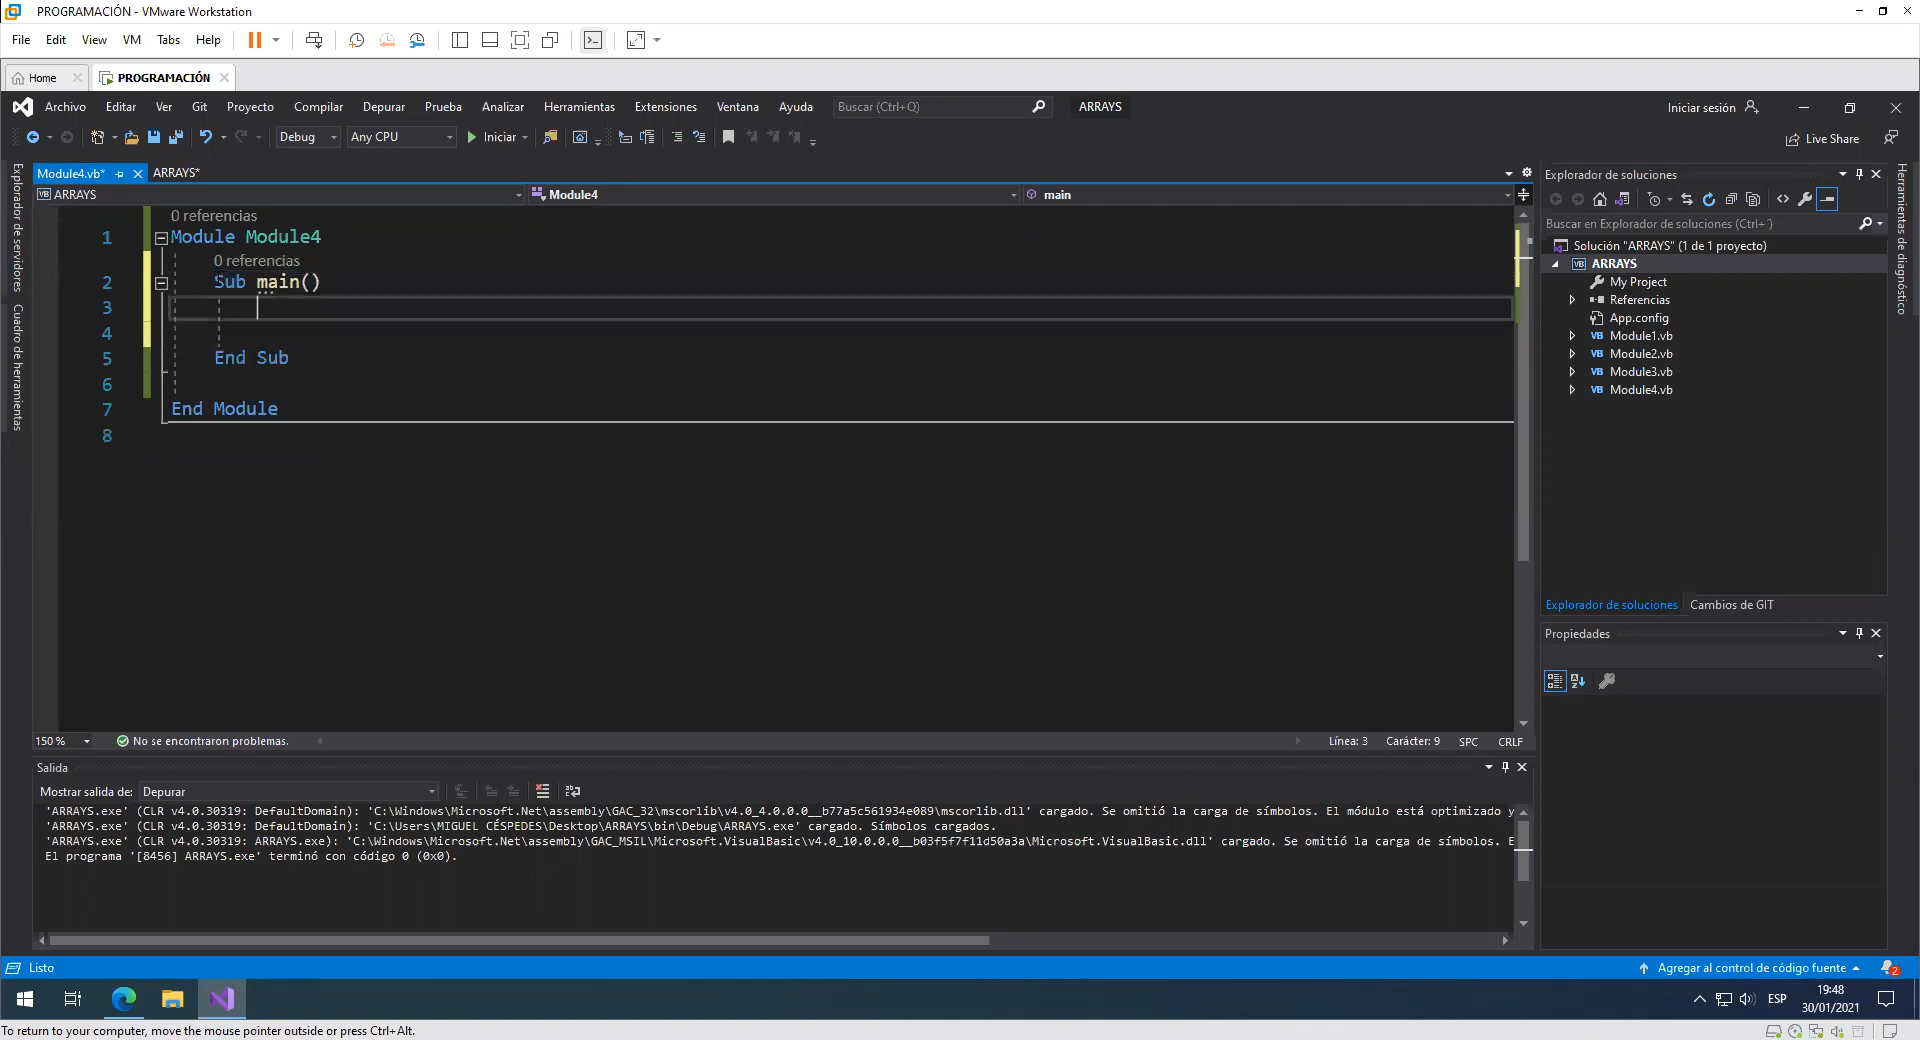 PROGRAMACIÓN - VMware Workstation
File Edit View VM Tabs Help
Home PROGRAMACIÓN
Archivo Editar Ver Git Proyecto Compilar Depurar Prueba Analizar Herramientas Extensiones Ventana Ayuda Buscar (Ctrl+Q) ARRAYS Iniciar sesión
Debug Any CPU Iniciar Live Share
Explorador de servidores
Cuadro de herramientas
Module4.vb* ARRAYS*
ARRAYS Module4 main
0 referencias
1 Module Module4
0 referencias
2 Sub main()
3
4
5 End Sub
6
7 End Module
8
150 % No se encontraron problemas. Línea: 3 Carácter: 9 SPC CRLF
Salida
Mostrar salida de: Depurar
'ARRAYS.exe' (CLR v4.0.30319: DefaultDomain): 'C:\Windows\Microsoft.Net\assembly\GAC_32\mscorlib\v4.0_4.0.0.0__b77a5c561934e089\mscorlib.dll' cargado. Se omitió la carga de símbolos. El módulo está optimizado y
'ARRAYS.exe' (CLR v4.0.30319: DefaultDomain): 'C:\Users\MIGUEL CÉSPEDES\Desktop\ARRAYS\bin\Debug\ARRAYS.exe' cargado. Símbolos cargados.
'ARRAYS.exe' (CLR v4.0.30319: ARRAYS.exe): 'C:\Windows\Microsoft.Net\assembly\GAC_MSIL\Microsoft.VisualBasic\v4.0_10.0.0.0__b03f5f7f11d50a3a\Microsoft.VisualBasic.dll' cargado. Se omitió la carga de símbolos. E
El programa '[8456] ARRAYS.exe' terminó con código 0 (0x0).
Explorador de soluciones
Buscar en Explorador de soluciones (Ctrl+´)
Solución "ARRAYS" (1 de 1 proyecto)
VB ARRAYS
My Project
Referencias
App.config
VB Module1.vb
VB Module2.vb
VB Module3.vb
VB Module4.vb
Explorador de soluciones Cambios de GIT
Propiedades
Herramientas de diagnóstico
Listo Agregar al control de código fuente 2
ESP 19:48
30/01/2021
To return to your computer, move the mouse pointer outside or press Ctrl+Alt.